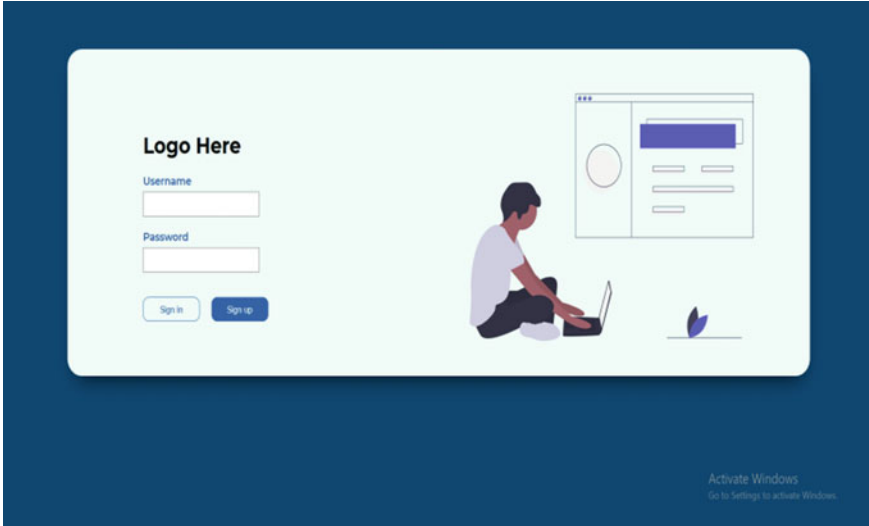 Logo Here
Username
Password
Sign in
Sign up
Activate Windows
Go to Settings to activate Windows.